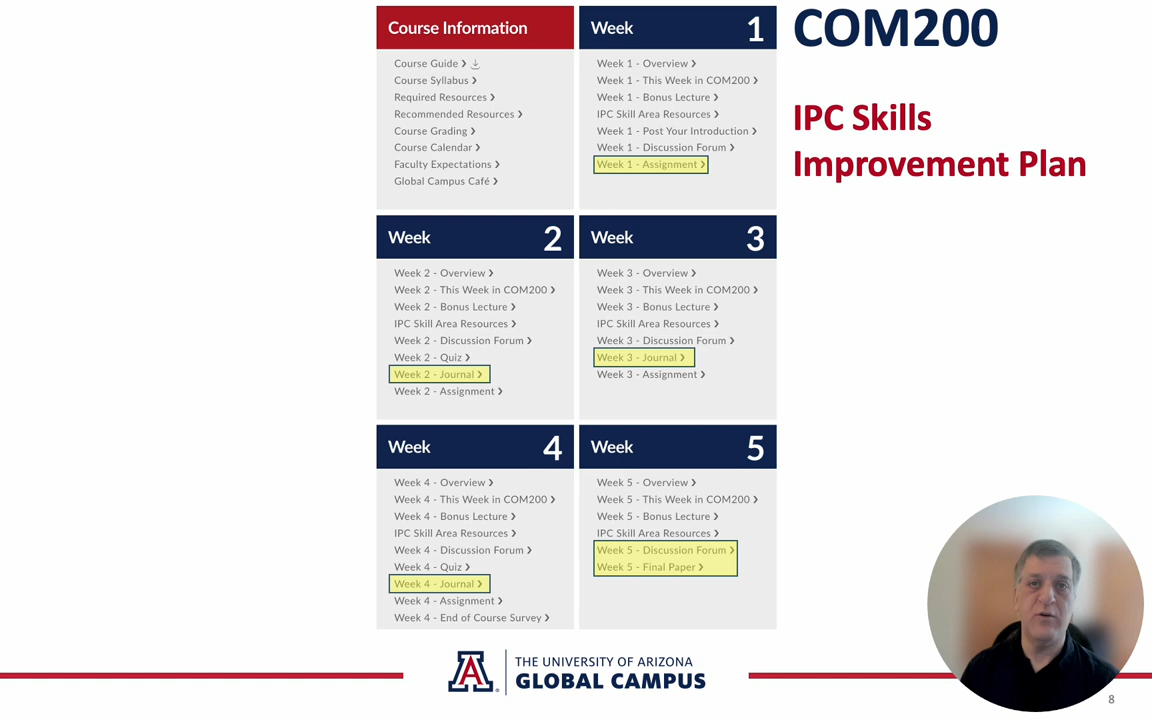 Course Information
Course Guide >
Course Syllabus >
Required Resources >
Recommended Resources >
Course Grading >
Course Calendar >
Faculty Expectations >
Global Campus Café >
Week 1
Week 1 - Overview >
Week 1 - This Week in COM200 >
Week 1 - Bonus Lecture >
IPC Skill Area Resources >
Week 1 - Post Your Introduction >
Week 1 - Discussion Forum >
Week 1 - Assignment >
COM200
IPC Skills
Improvement Plan
Week 2
Week 2 - Overview >
Week 2 - This Week in COM200 >
Week 2 - Bonus Lecture >
IPC Skill Area Resources >
Week 2 - Discussion Forum >
Week 2 - Quiz >
Week 2 - Journal >
Week 2 - Assignment >
Week 3
Week 3 - Overview >
Week 3 - This Week in COM200 >
Week 3 - Bonus Lecture >
IPC Skill Area Resources >
Week 3 - Discussion Forum >
Week 3 - Journal >
Week 3 - Assignment >
Week 4
Week 4 - Overview >
Week 4 - This Week in COM200 >
Week 4 - Bonus Lecture >
IPC Skill Area Resources >
Week 4 - Discussion Forum >
Week 4 - Quiz >
Week 4 - Journal >
Week 4 - Assignment >
Week 4 - End of Course Survey >
Week 5
Week 5 - Overview >
Week 5 - This Week in COM200 >
Week 5 - Bonus Lecture >
IPC Skill Area Resources >
Week 5 - Discussion Forum >
Week 5 - Final Paper >
A
THE UNIVERSITY OF ARIZONA
GLOBAL CAMPUS
8